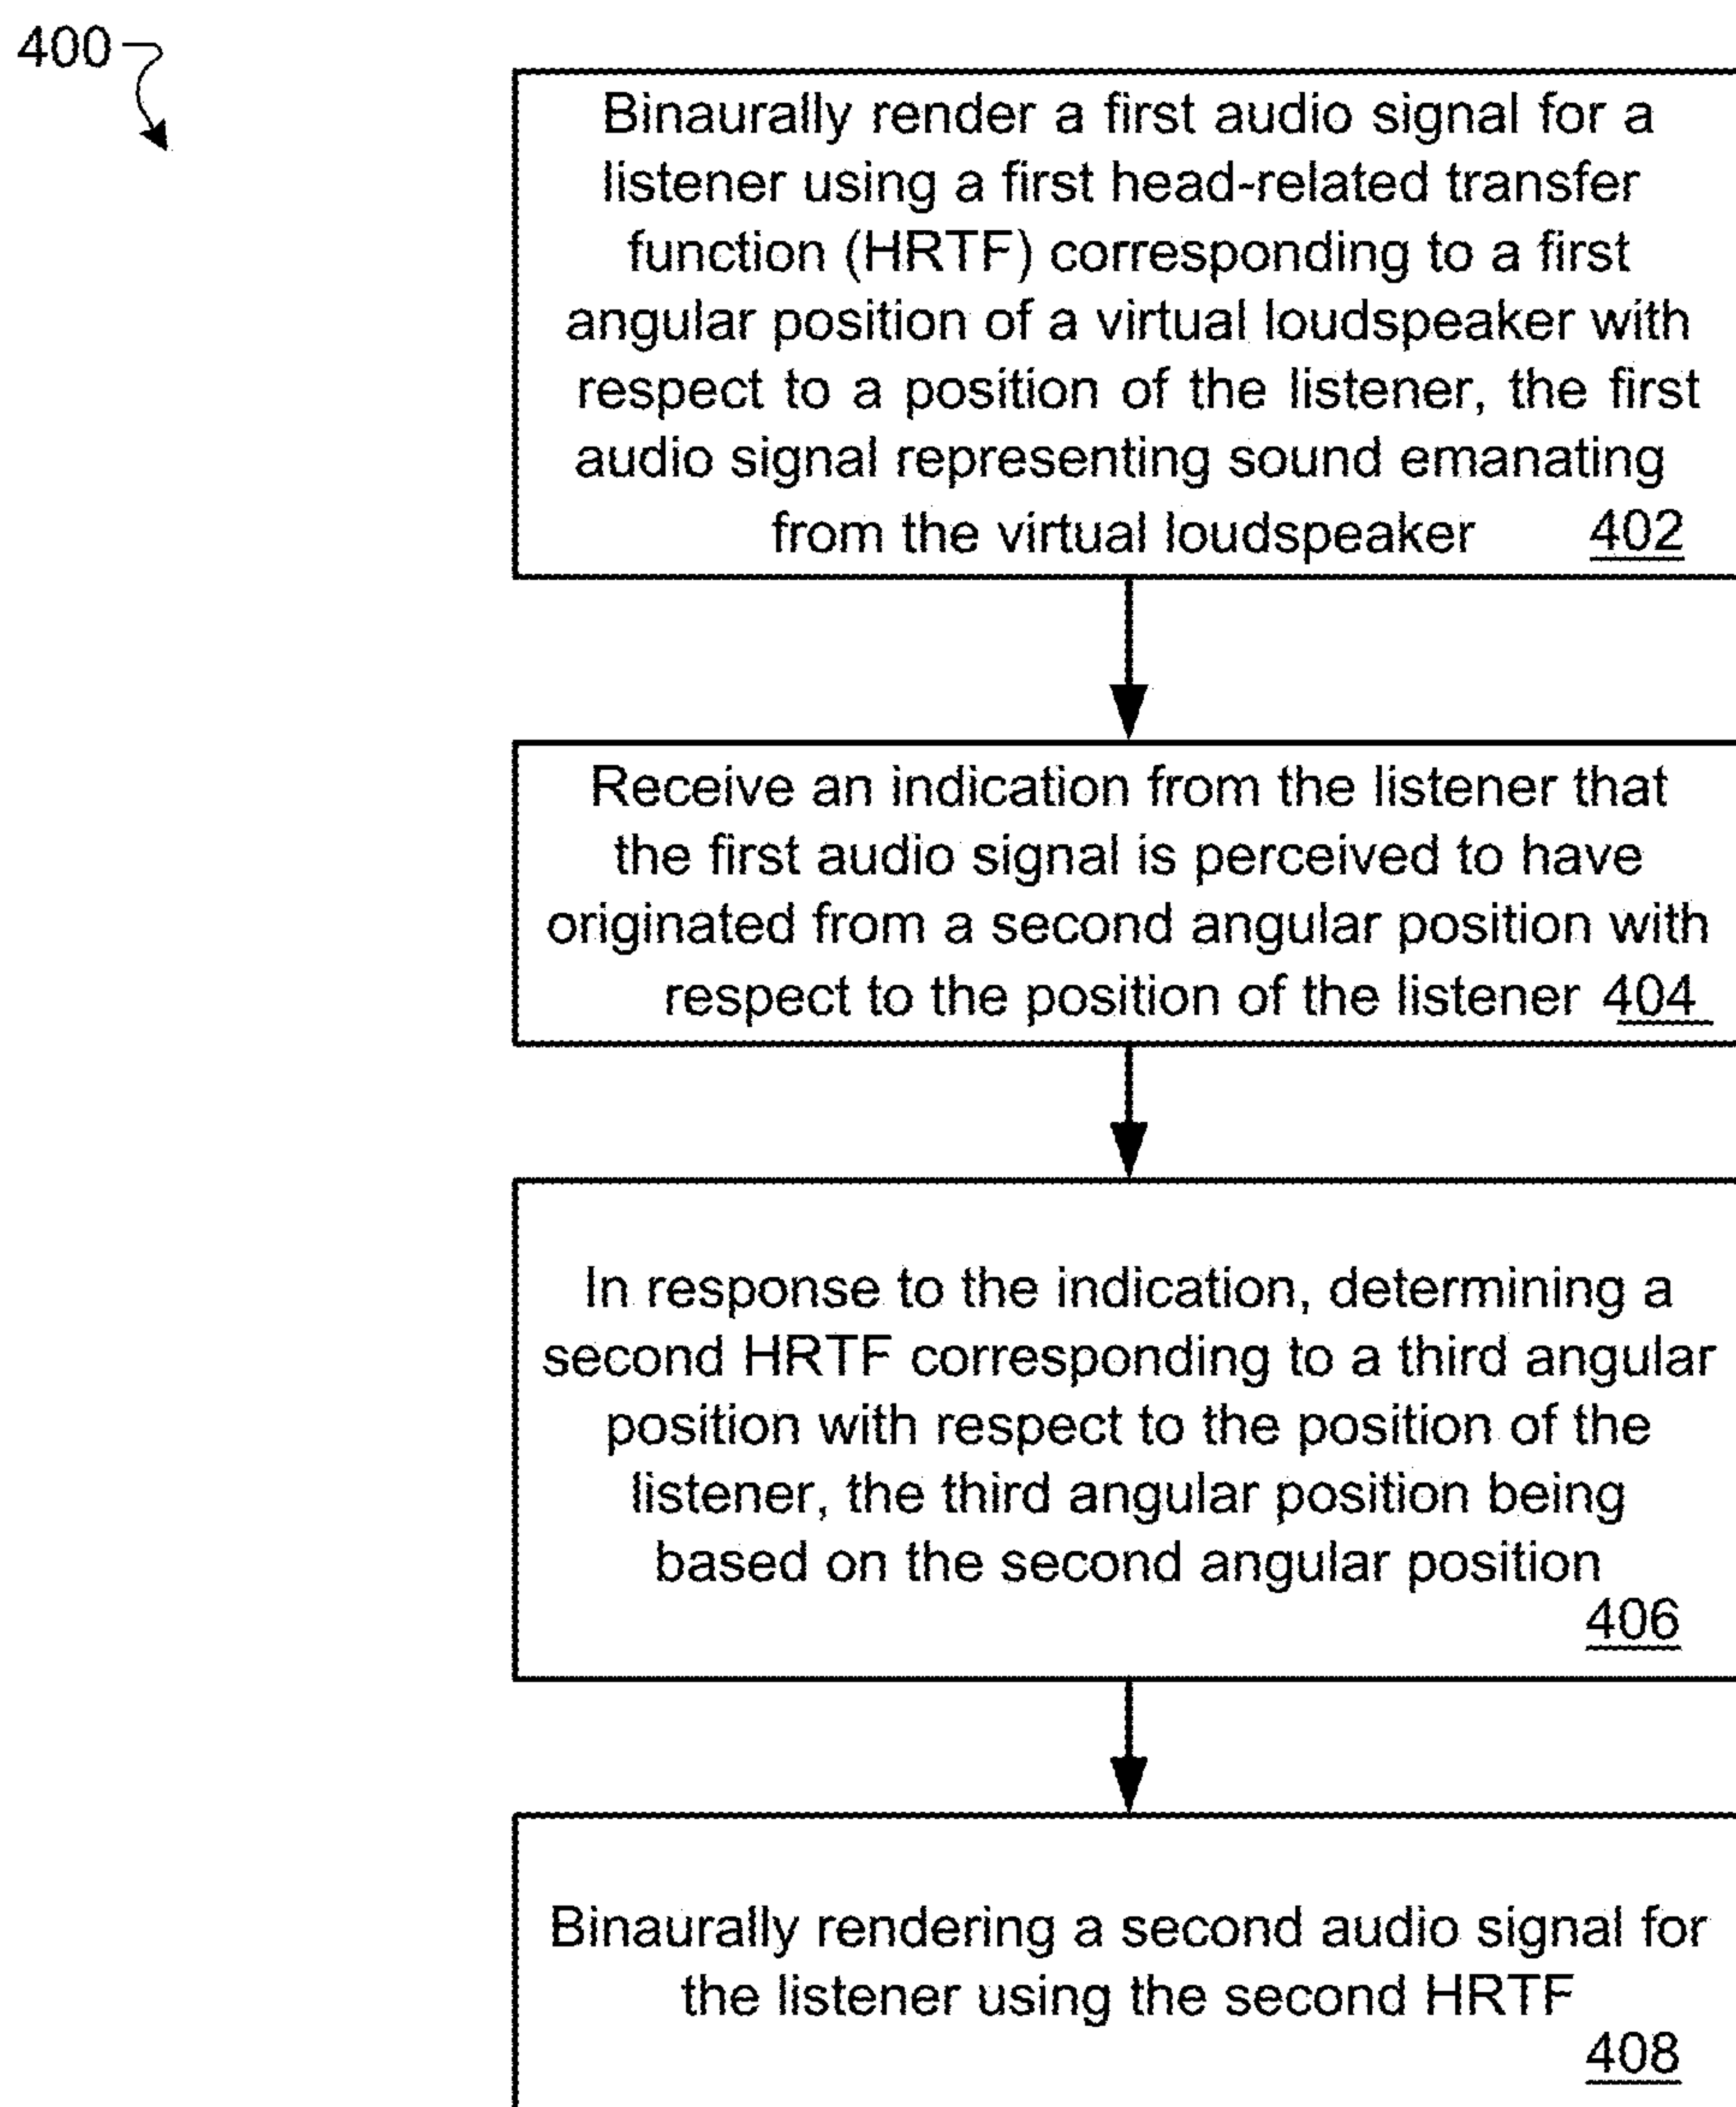 400
Binaurally render a first audio signal for a
listener using a first head-related transfer
function (HRTF) corresponding to a first
angular position of a virtual loudspeaker with
respect to a position of the listener, the first
audio signal representing sound emanating
from the virtual loudspeaker 402
Receive an indication from the listener that
the first audio signal is perceived to have
originated from a second angular position with
respect to the position of the listener 404
In response to the indication, determining a
second HRTF corresponding to a third angular
position with respect to the position of the
listener, the third angular position being
based on the second angular position
406
Binaurally rendering a second audio signal for
the listener using the second HRTF
408